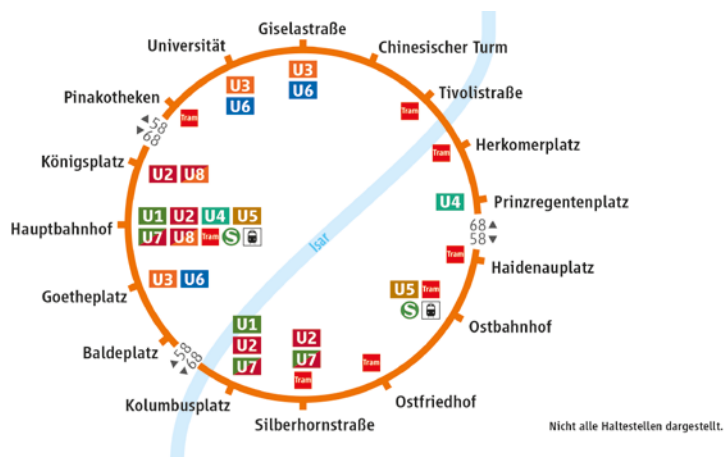 Giselastraße
Universität
Chinesischer Turm
U3
U6
U3
U6
Pinakotheken
Tram
Tram
Tivolistraße
58
68
Tram
Herkomerplatz
Königsplatz
U2 U8
U4
Prinzregentenplatz
Hauptbahnhof
U1 U2 U4 U5
U7 U8 Tram S
68
58
Isar
Tram
Haidenauplatz
Goetheplatz
U3 U6
U5 Tram
S
Ostbahnhof
Baldeplatz
58
68
U1
U2
U7
U2
U7
Tram
Tram
Kolumbusplatz
Silberhornstraße
Ostfriedhof
Nicht alle Haltestellen dargestellt.